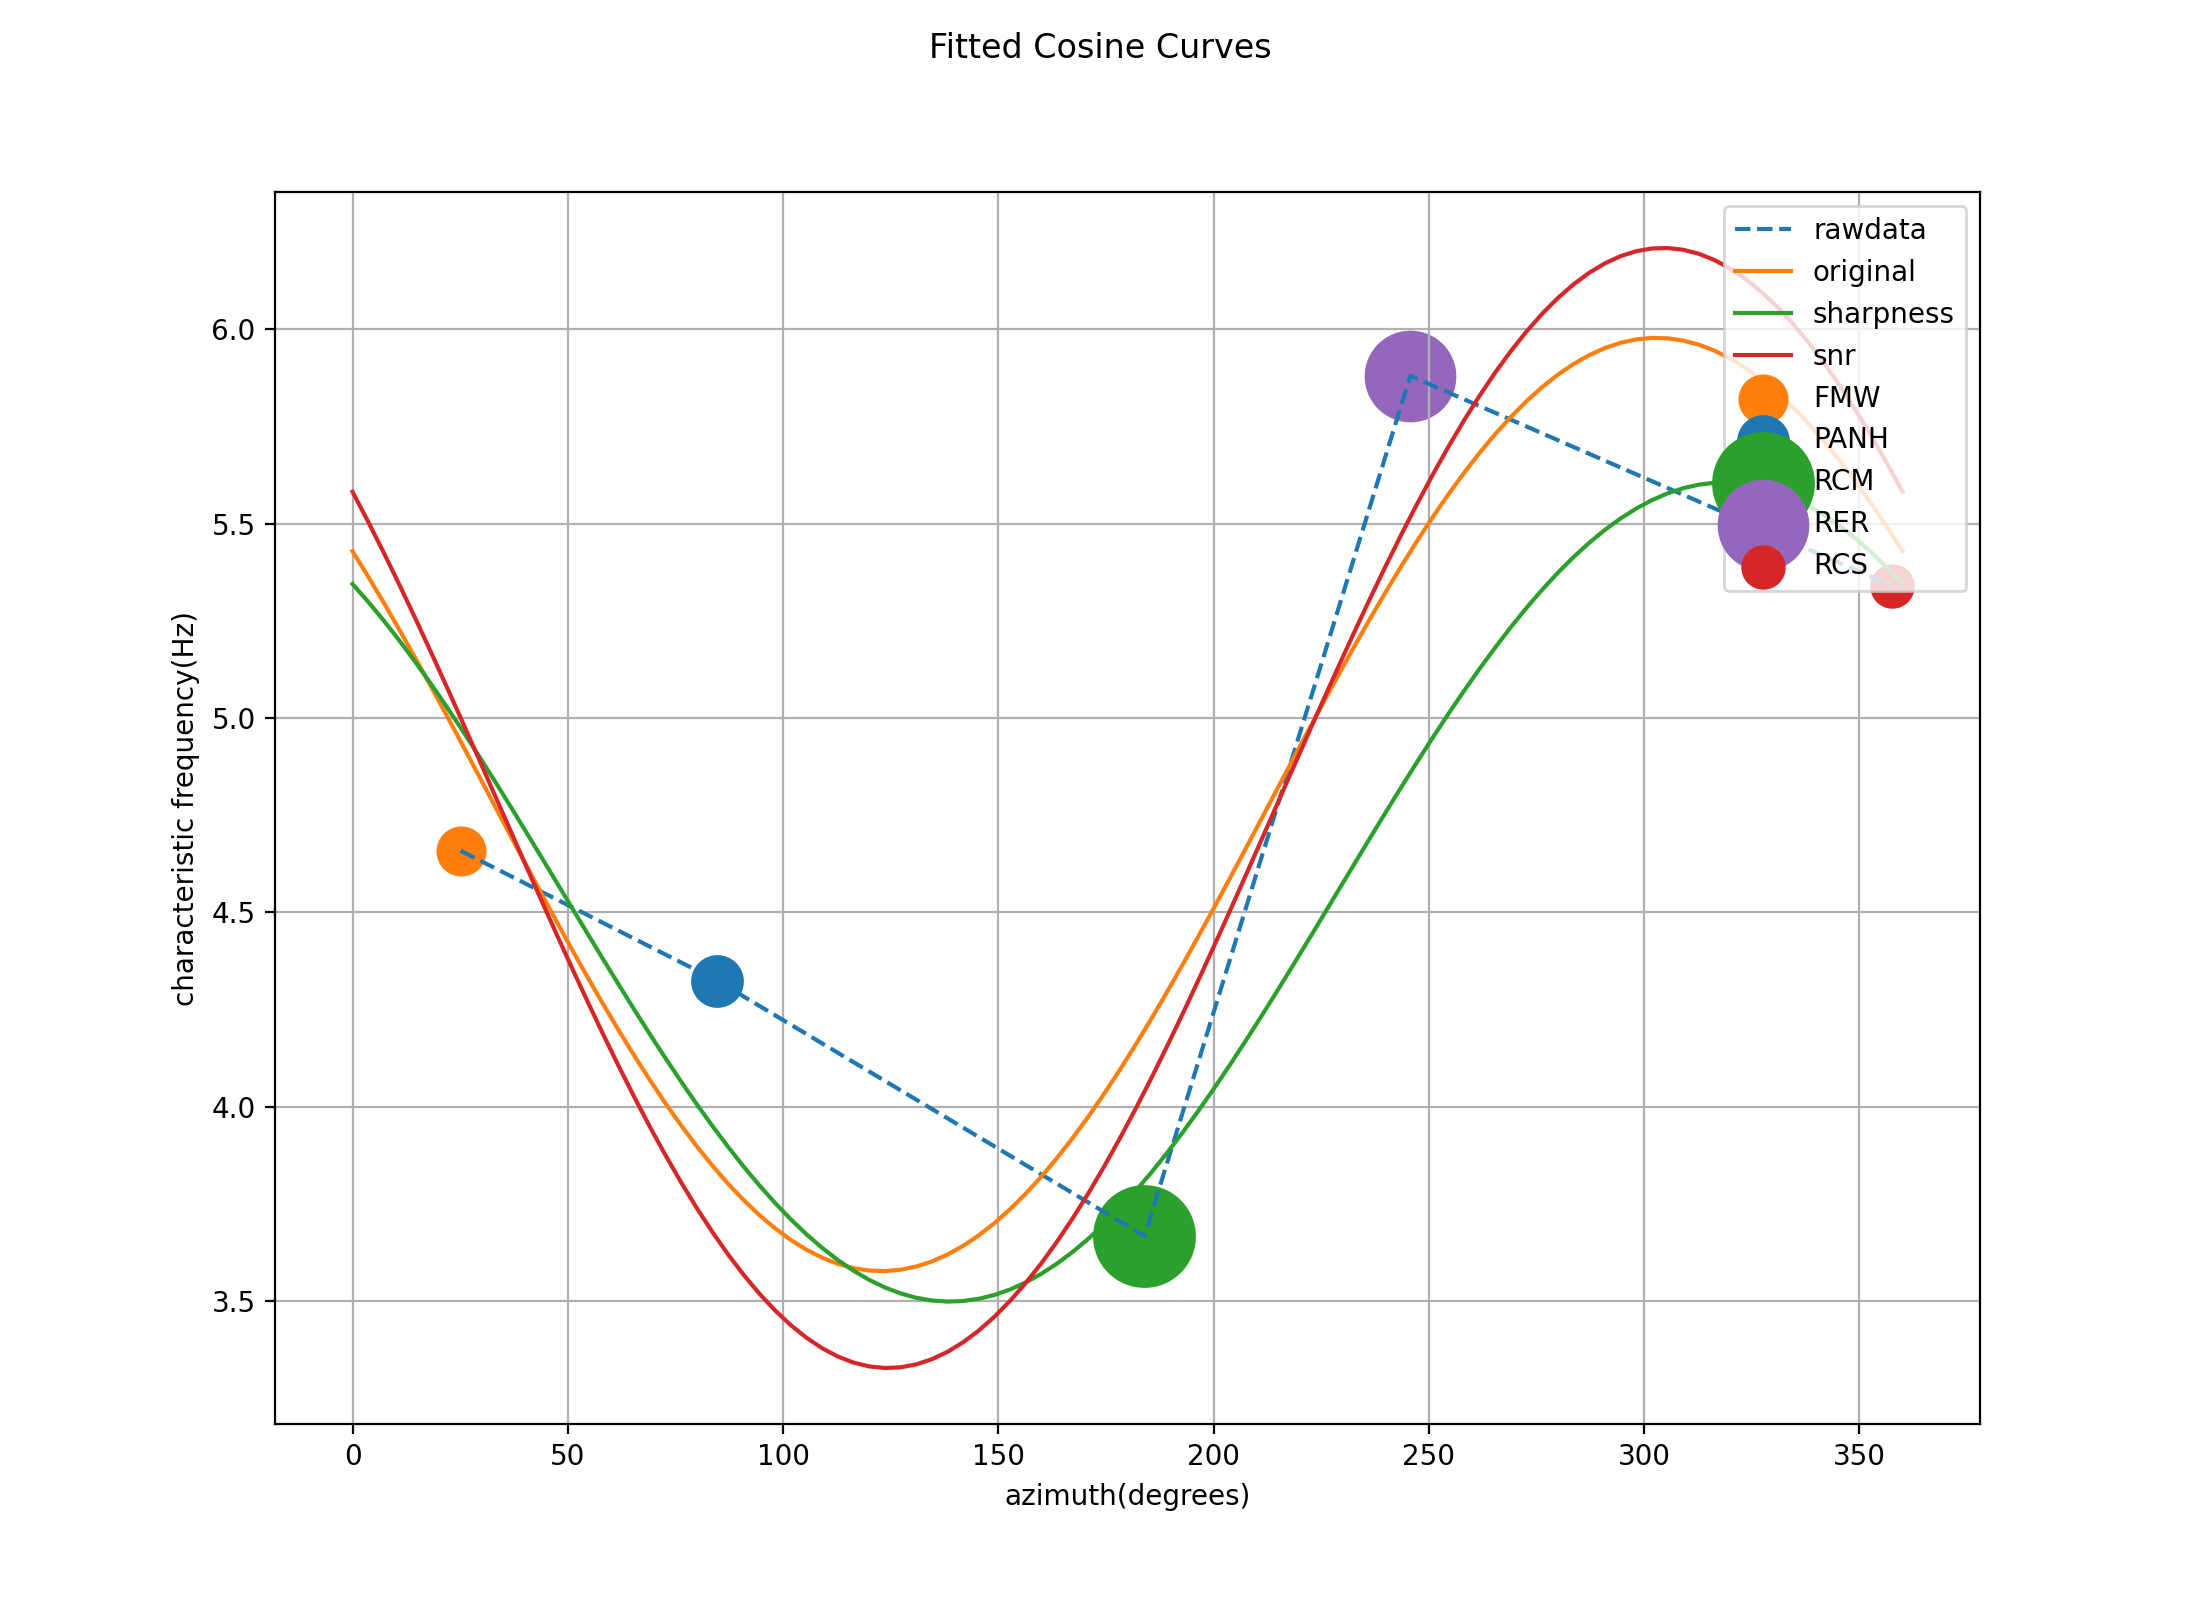 Fitted Cosine Curves
rawdata
original
sharpness
snr
FMW
PANH
RCM
RER
RCS
6.0
5.5
5.0
4.5
4.0
3.5
characteristic frequency(Hz)
0 50 100 150 200 250 300 350
azimuth(degrees)